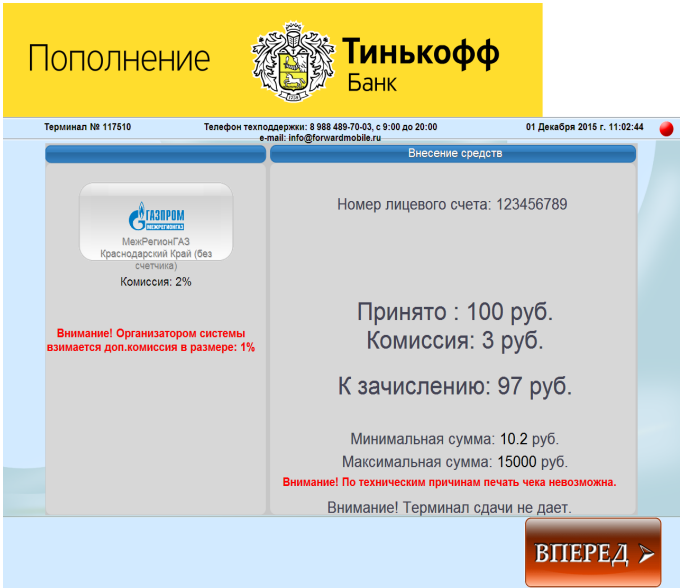 Пополнение
Тинькофф
Банк
Терминал № 117510
Телефон техподдержки: 8 988 489-70-03, с 9:00 до 20:00
e-mail: info@forwardmobile.ru
01 Декабря 2015 г. 11:02:44
Внесение средств
ГАЗПРОМ
МЕЖРЕГИОНГАЗ
МежРегионГАЗ
Краснодарский Край (без
счетчика)
Комиссия: 2%
Внимание! Организатором системы
взимается доп.комиссия в размере: 1%
Номер лицевого счета: 123456789
Принято : 100 руб.
Комиссия: 3 руб.
К зачислению: 97 руб.
Минимальная сумма: 10.2 руб.
Максимальная сумма: 15000 руб.
Внимание! По техническим причинам печать чека невозможна.
Внимание! Терминал сдачи не дает.
ВПЕРЕД